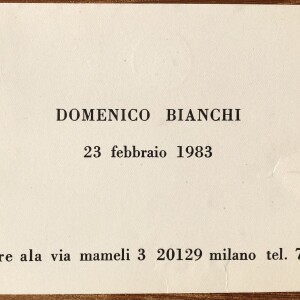 DOMENICO BIANCHI
23 febbraio 1983
ala via mameli 3 20129 milano tel. 7